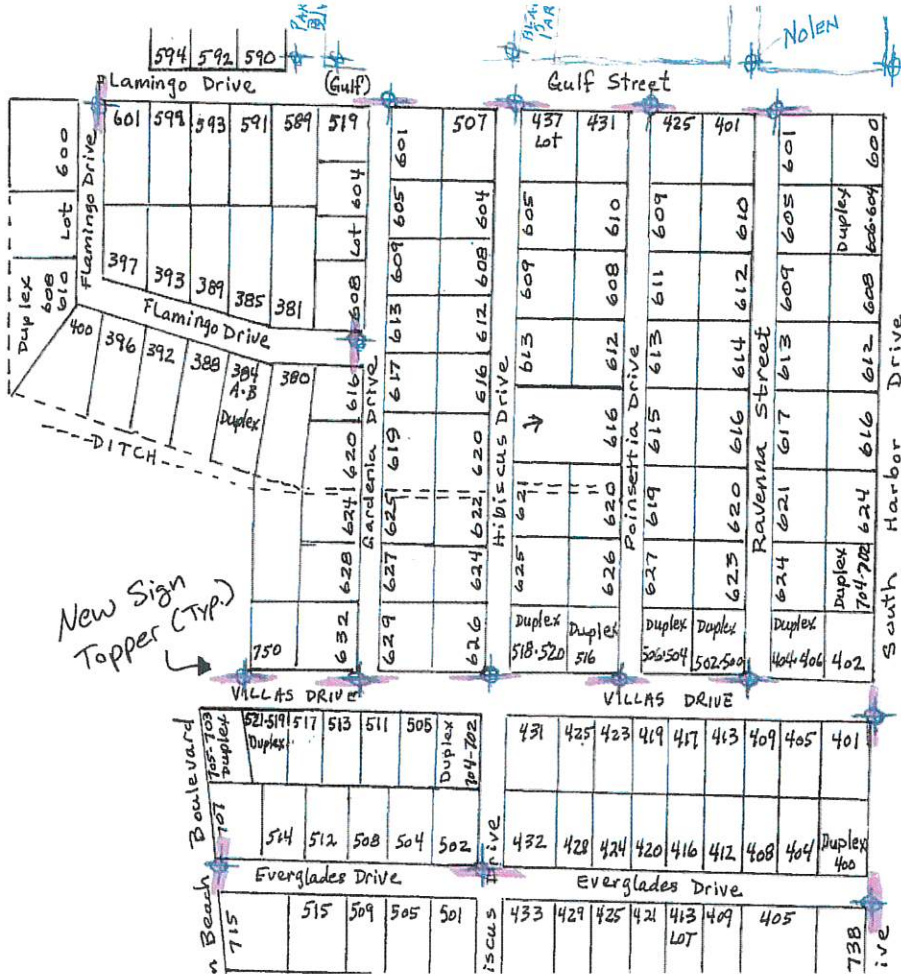 NOLEN
594 592 590
Flamingo Drive (Gulf) Gulf Street
601 599 593 591 589 519 507 437 431 425 401 601 600
Lot
600
Flamingo Drive
Lot
Duplex 608 610
604
Lot
608
397 393 389 385 381
Flamingo Drive
400 396 392 388 384 380
A-B
Duplex
DITCH
616
620
624
628
632
750
Gardenia Drive
601
605 604
609 608
613 612
617 616
619 620
625 622
627 624
629 626
Hibiscus Drive
605 610
609 608
613 612
616
621 620
625 626
Duplex 518-520
Duplex 516
Poinsettia Drive
609 610
611 612
613 614
615 616
619 620
627 623
Duplex 506-504
Duplex 502-500
Ravenna Street
605 Duplex 606-604
609 608
613 612
617 616
621 624
624 Duplex 704-702
Duplex 404-406
402
South Harbor Drive
New Sign
Topper (Typ.)
VILLAS DRIVE VILLAS DRIVE
705-703 Duplex
521-519 Duplex
517 513 511 505
Duplex 704-702
431 425 423 419 417 413 409 405 401
Boulevard
707
514 512 508 504 502
432 428 424 420 416 412 408 404 Duplex 400
Drive
Everglades Drive Everglades Drive
n Beach
715
515 509 505 501
iscus
433 429 425 421 413 409 405
LOT
738
ive